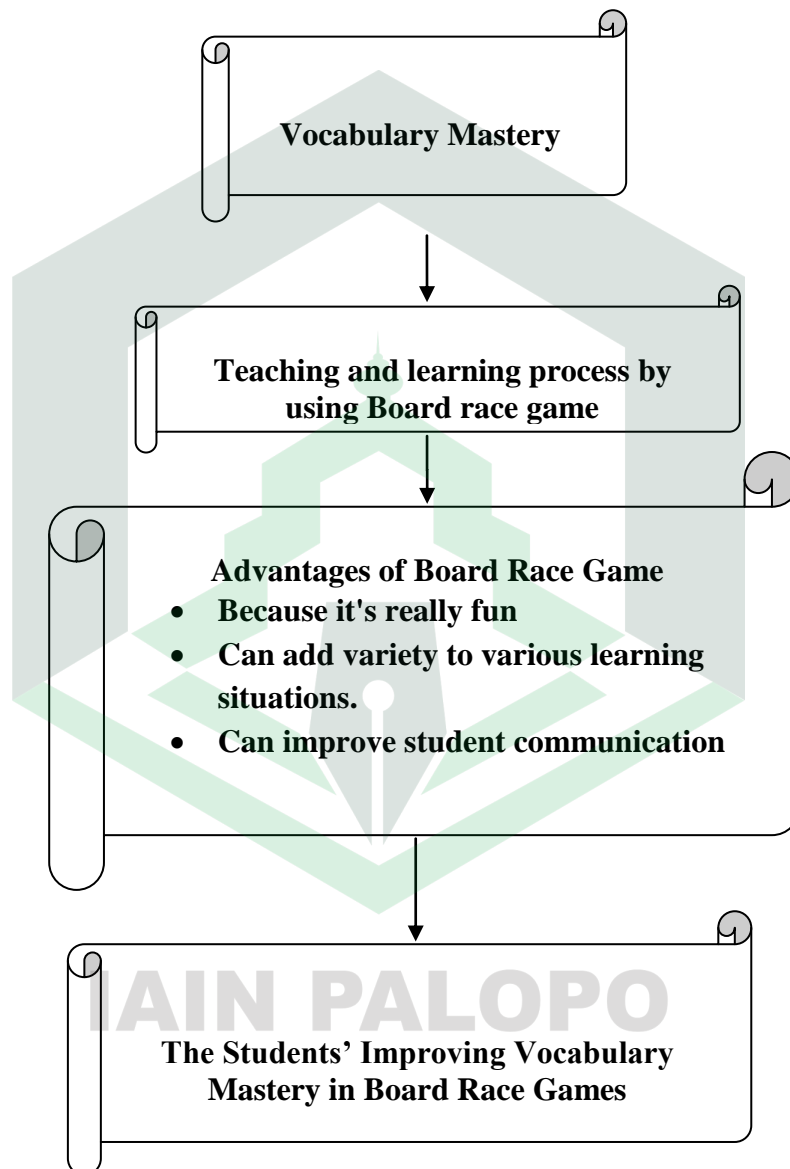 Vocabulary Mastery
Teaching and learning process by
using Board race game
Advantages of Board Race Game
• Because it's really fun
• Can add variety to various learning
situations.
• Can improve student communication
IAIN PALOPO
The Students’ Improving Vocabulary
Mastery in Board Race Games